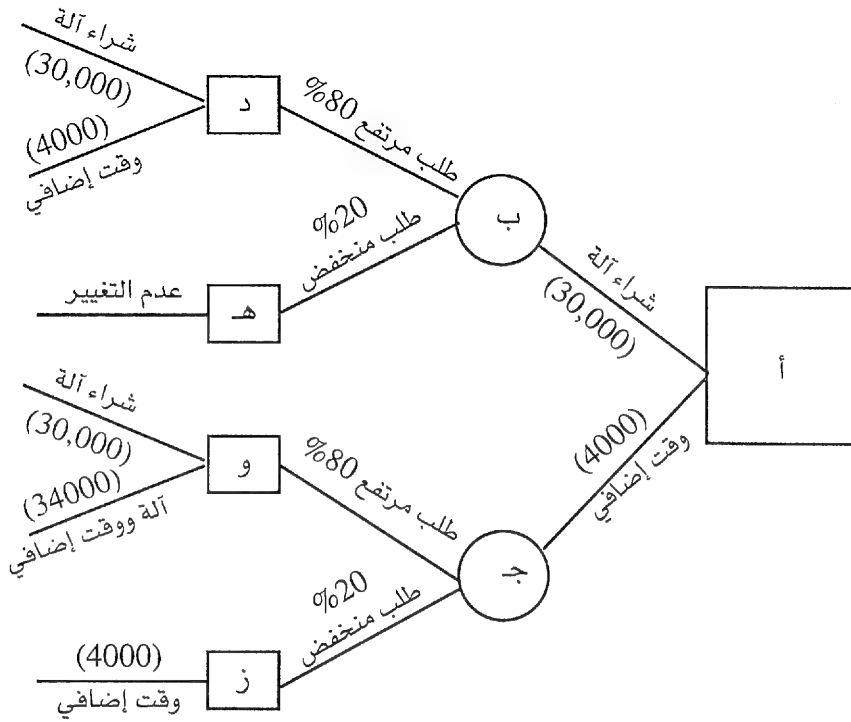 أ
شراء آلة
(30,000)
(4000)
وقت إضافي
ب
%80
طلب مرتفع
%20
طلب منخفض
د
شراء آلة
(30,000)
(4000)
وقت إضافي
هـ
عدم التغيير
جـ
%80
طلب مرتفع
%20
طلب منخفض
و
شراء آلة
(30,000)
(34000)
آلة ووقت إضافي
ز
(4000)
وقت إضافي